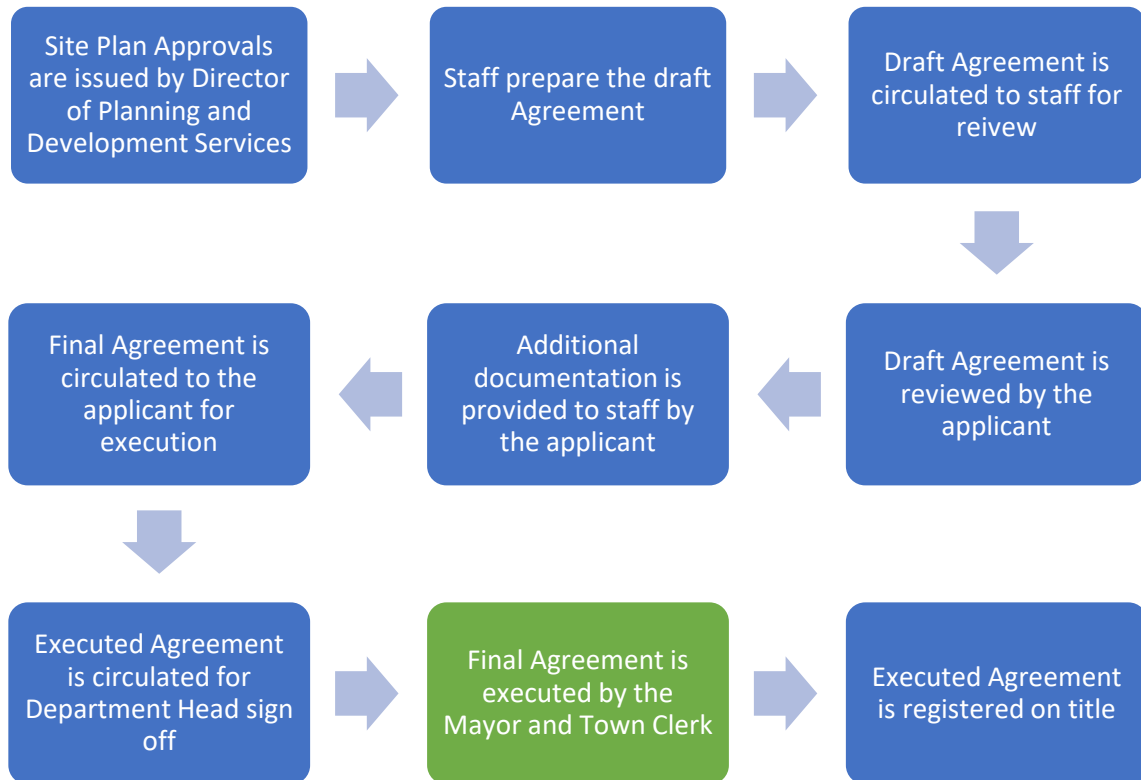 Site Plan Approvals
are issued by Director
of Planning and
Development Services
Staff prepare the draft
Agreement
Draft Agreement is
circulated to staff for
reivew
Draft Agreement is
reviewed by the
applicant
Additional
documentation is
provided to staff by
the applicant
Final Agreement is
circulated to the
applicant for
execution
Executed Agreement
is circulated for
Department Head sign
off
Final Agreement is
executed by the
Mayor and Town Clerk
Executed Agreement
is registered on title